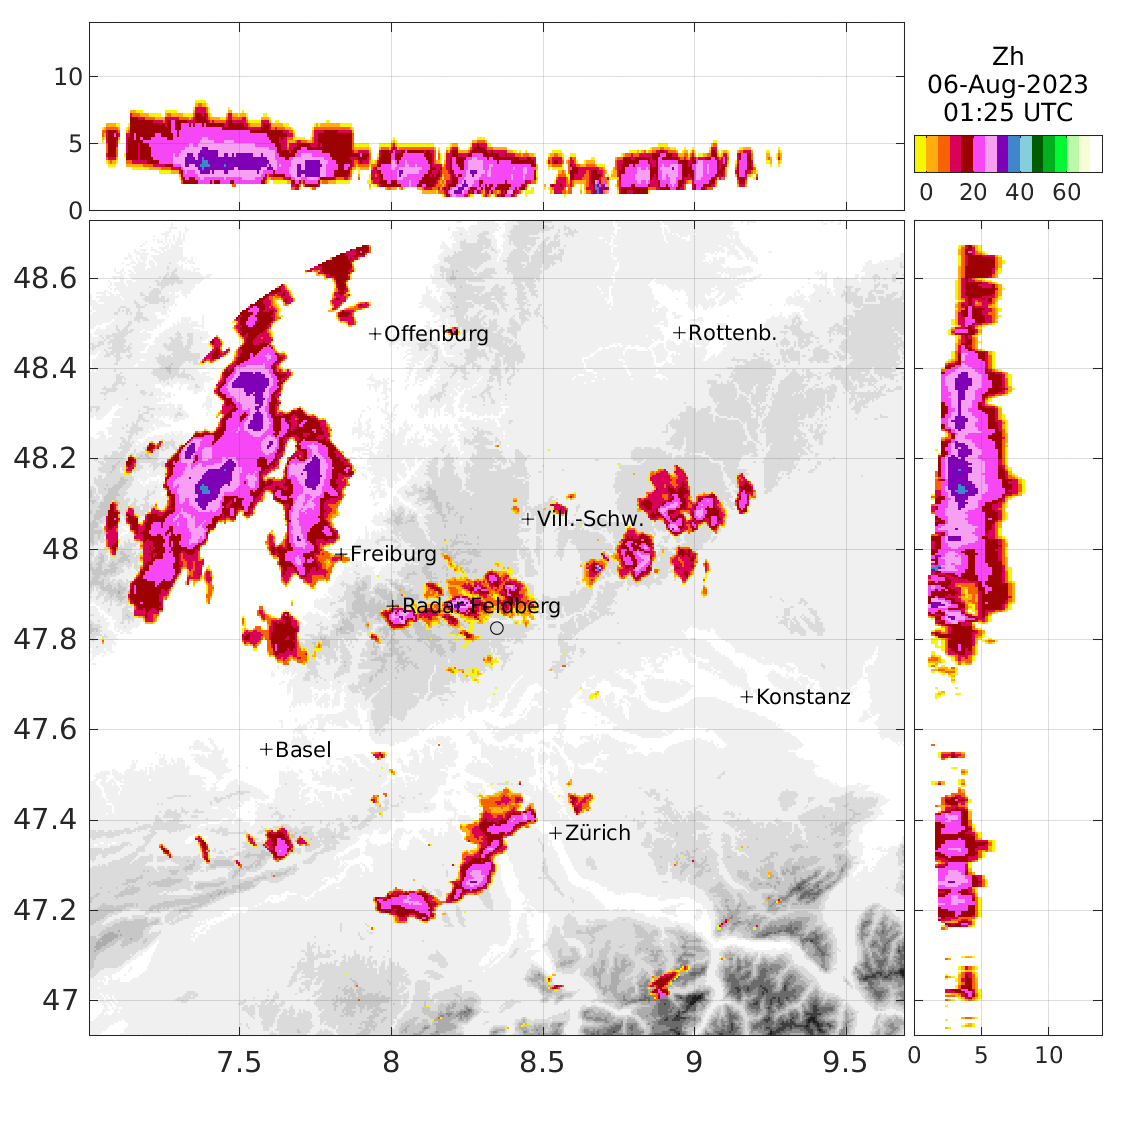 Zh
06-Aug-2023
01:25 UTC
0 20 40 60
10
5
0
48.6
48.4
48.2
48
47.8
47.6
47.4
47.2
47
+Offenburg
+Rottenb.
+Vill.-Schw.
+Freiburg
+Radar Feldberg
+Konstanz
+Basel
+Zürich
7.5 8 8.5 9 9.5
0 5 10